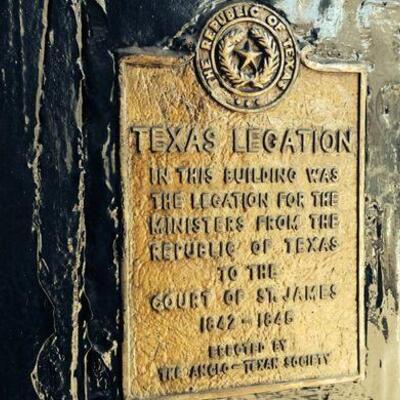 THE REPUBLIC OF TEXAS
TEXAS LEGATION
IN THIS BUILDING WAS
THE LEGATION FOR THE
MINISTERS FROM THE
REPUBLIC OF TEXAS
TO THE
COURT OF ST. JAMES
1842 - 1845
ERECTED BY
THE ANGLO-TEXAN SOCIETY